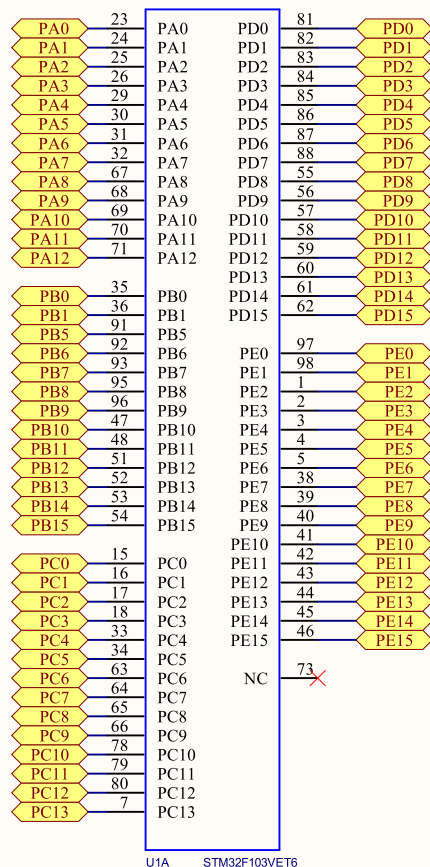 PA0 23 PA0 PD0 81 PD0
PA1 24 PA1 PD1 82 PD1
PA2 25 PA2 PD2 83 PD2
PA3 26 PA3 PD3 84 PD3
PA4 29 PA4 PD4 85 PD4
PA5 30 PA5 PD5 86 PD5
PA6 31 PA6 PD6 87 PD6
PA7 32 PA7 PD7 88 PD7
PA8 67 PA8 PD8 55 PD8
PA9 68 PA9 PD9 56 PD9
PA10 69 PA10 PD10 57 PD10
PA11 70 PA11 PD11 58 PD11
PA12 71 PA12 PD12 59 PD12
PD13 60 PD13
PB0 35 PB0 PD14 61 PD14
PB1 36 PB1 PD15 62 PD15
PB5 91 PB5
PB6 92 PB6 PE0 97 PE0
PB7 93 PB7 PE1 98 PE1
PB8 95 PB8 PE2 1 PE2
PB9 96 PB9 PE3 2 PE3
PB10 47 PB10 PE4 3 PE4
PB11 48 PB11 PE5 4 PE5
PB12 51 PB12 PE6 5 PE6
PB13 52 PB13 PE7 38 PE7
PB14 53 PB14 PE8 39 PE8
PB15 54 PB15 PE9 40 PE9
PE10 41 PE10
PC0 15 PC0 PE11 42 PE11
PC1 16 PC1 PE12 43 PE12
PC2 17 PC2 PE13 44 PE13
PC3 18 PC3 PE14 45 PE14
PC4 33 PC4 PE15 46 PE15
PC5 34 PC5
PC6 63 PC6 NC 73
PC7 64 PC7
PC8 65 PC8
PC9 66 PC9
PC10 78 PC10
PC11 79 PC11
PC12 80 PC12
PC13 7 PC13
U1A STM32F103VET6